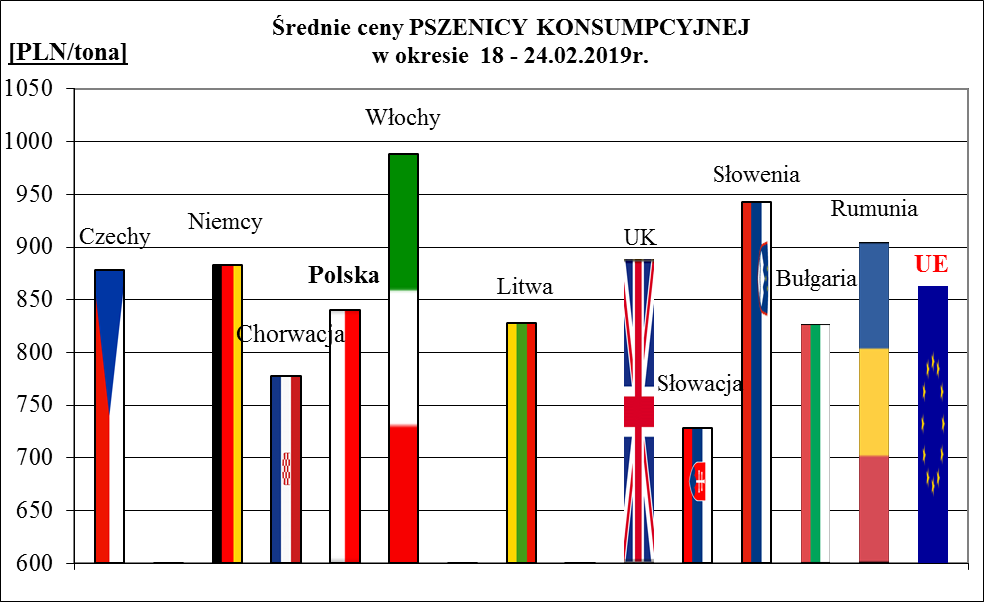 Średnie ceny PSZENICY KONSUMPCYJNEJ
w okresie 18 - 24.02.2019r.
[PLN/tona]
1050
1000
950
900
850
800
750
700
650
600
Czechy
Niemcy
Chorwacja
Polska
Włochy
Litwa
UK
Słowacja
Słowenia
Bułgaria
Rumunia
UE